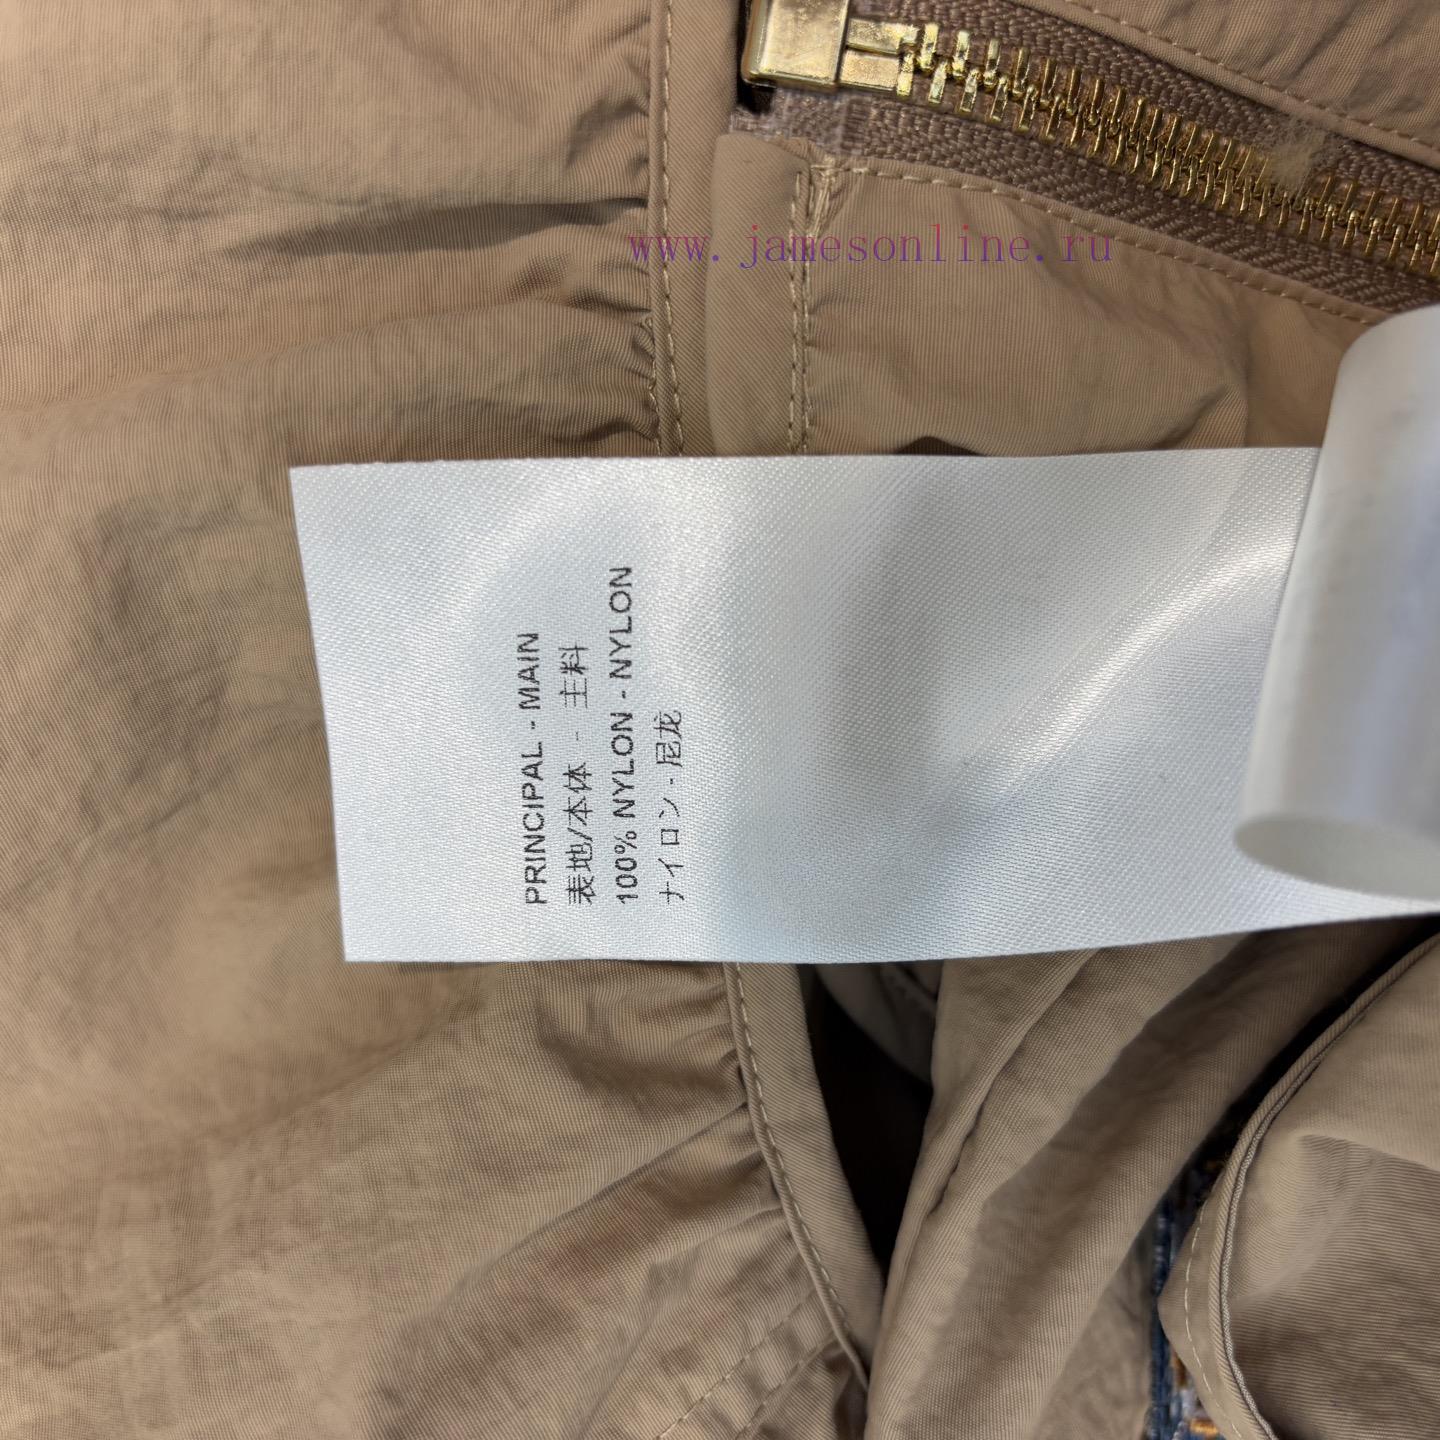 www.jamesonline.ru
PRINCIPAL - MAIN
表地/本体 - 主料
100% NYLON - NYLON
ナイロン - 尼龙